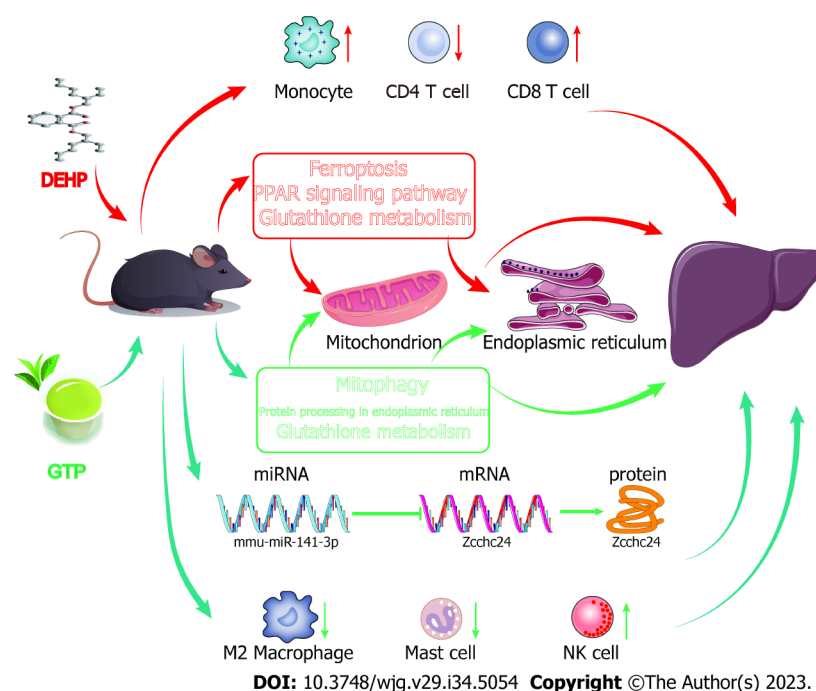 Monocyte CD4 T cell CD8 T cell
DEHP
Ferroptosis
PPAR signaling pathway
Glutathione metabolism
Mitochondrion Endoplasmic reticulum
Mitophagy
Protein processing in endoplasmic reticulum
Glutathione metabolism
GTP
miRNA mRNA protein
mmu-miR-141-3p Zcchc24 Zcchc24
M2 Macrophage Mast cell NK cell
DOI: 10.3748/wjg.v29.i34.5054 Copyright ©The Author(s) 2023.